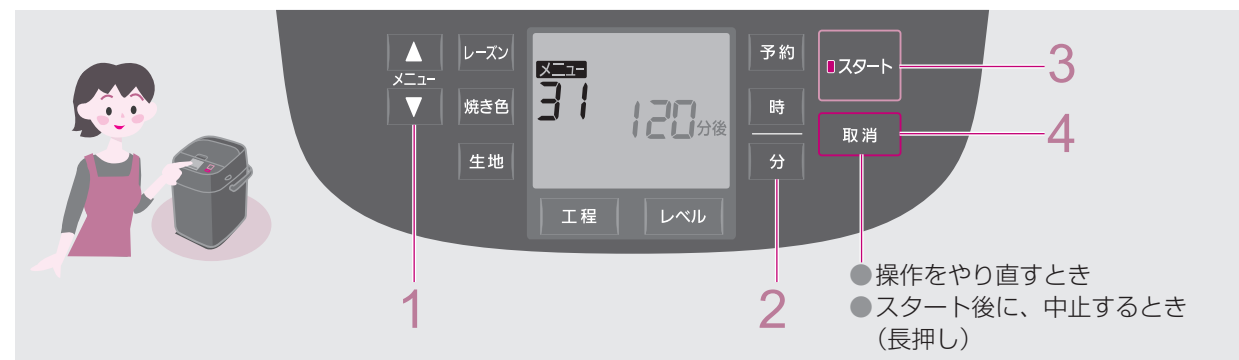 ▲
メニュー
▼
レーズン
焼き色
生地
メニュー
31
120分後
工程
レベル
予約
時
分
スタート
取消
1
2
3
4
●操作をやり直すとき
●スタート後に、中止するとき
（長押し）